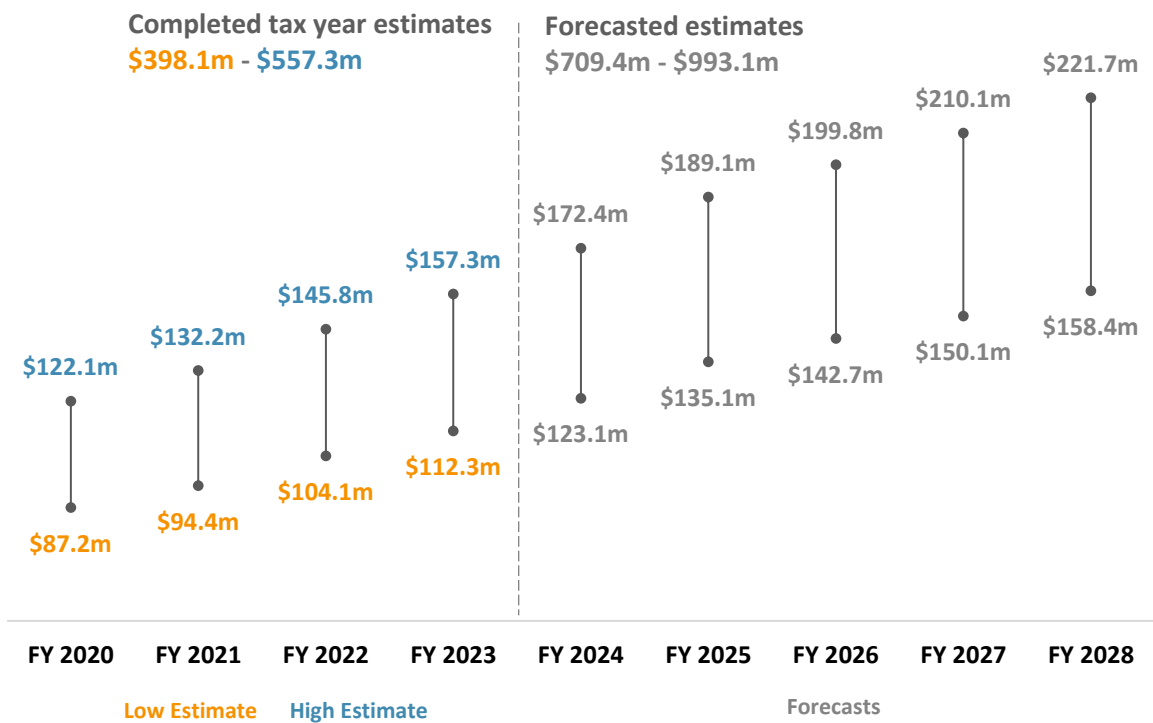 Completed tax year estimates
$398.1m - $557.3m
Forecasted estimates
$709.4m - $993.1m
$221.7m
$210.1m
$199.8m
$189.1m
$172.4m
$157.3m
$145.8m
$132.2m
$122.1m
$158.4m
$150.1m
$142.7m
$135.1m
$123.1m
$112.3m
$104.1m
$94.4m
$87.2m
FY 2020 FY 2021 FY 2022 FY 2023 FY 2024 FY 2025 FY 2026 FY 2027 FY 2028
Low Estimate High Estimate Forecasts